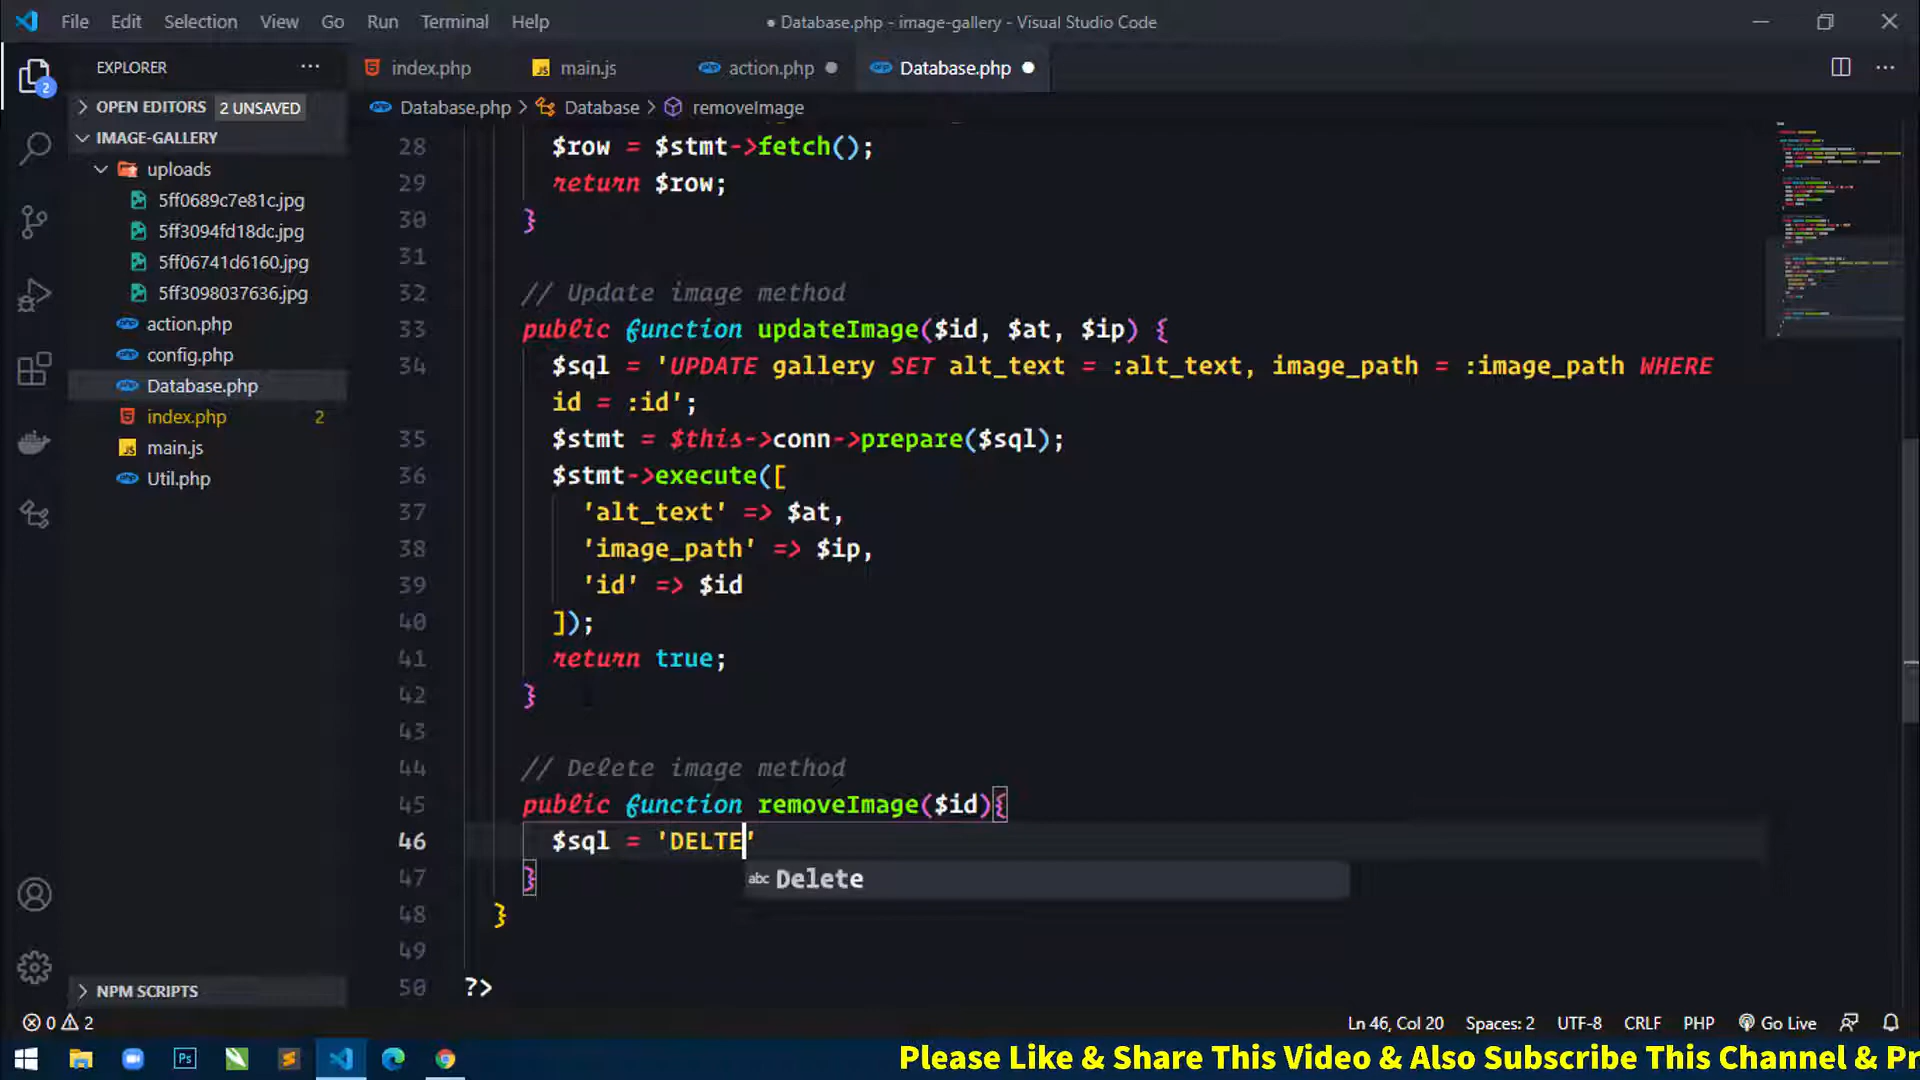 File Edit Selection View Go Run Terminal Help
● Database.php - image-gallery - Visual Studio Code
EXPLORER
index.php
main.js
action.php
Database.php
OPEN EDITORS 2 UNSAVED
Database.php > Database > removeImage
IMAGE-GALLERY
uploads
5ff0689c7e81c.jpg
5ff3094fd18dc.jpg
5ff06741d6160.jpg
5ff3098037636.jpg
action.php
config.php
Database.php
index.php 2
main.js
Util.php
NPM SCRIPTS
2
28 $row = $stmt->fetch();
29 return $row;
30 }
31
32 // Update image method
33 public function updateImage($id, $at, $ip) {
34 $sql = 'UPDATE gallery SET alt_text = :alt_text, image_path = :image_path WHERE
id = :id';
35 $stmt = $this->conn->prepare($sql);
36 $stmt->execute([
37 'alt_text' => $at,
38 'image_path' => $ip,
39 'id' => $id
40 ]);
41 return true;
42 }
43
44 // Delete image method
45 public function removeImage($id){
46 $sql = 'DELTE'
47 }
abc Delete
48 }
49
50 ?>
0 2
Ln 46, Col 20 Spaces: 2 UTF-8 CRLF PHP Go Live
Ps
Please Like & Share This Video & Also Subscribe This Channel & Pr